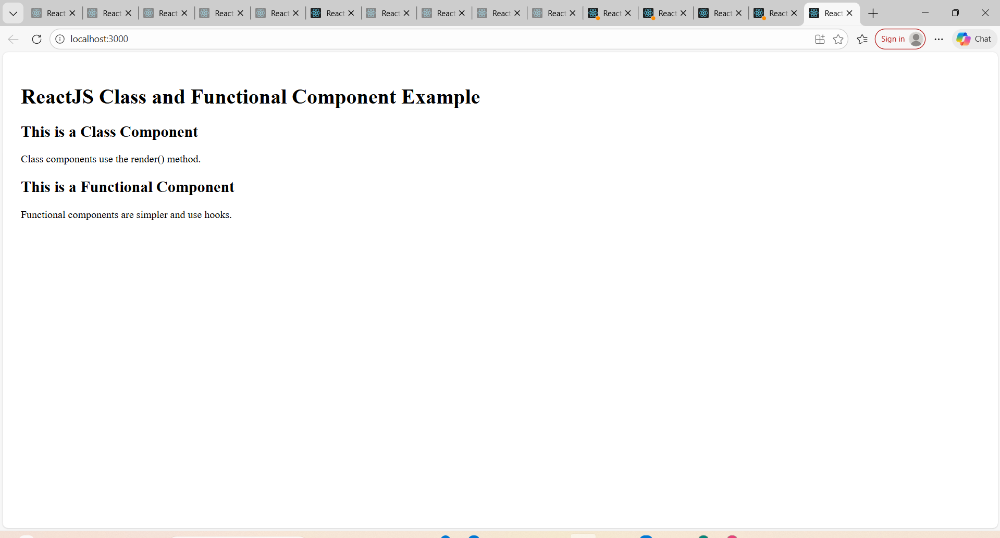 React React React React React React React React React React React React React React React
localhost:3000 Sign in Chat
ReactJS Class and Functional Component Example
This is a Class Component
Class components use the render() method.
This is a Functional Component
Functional components are simpler and use hooks.